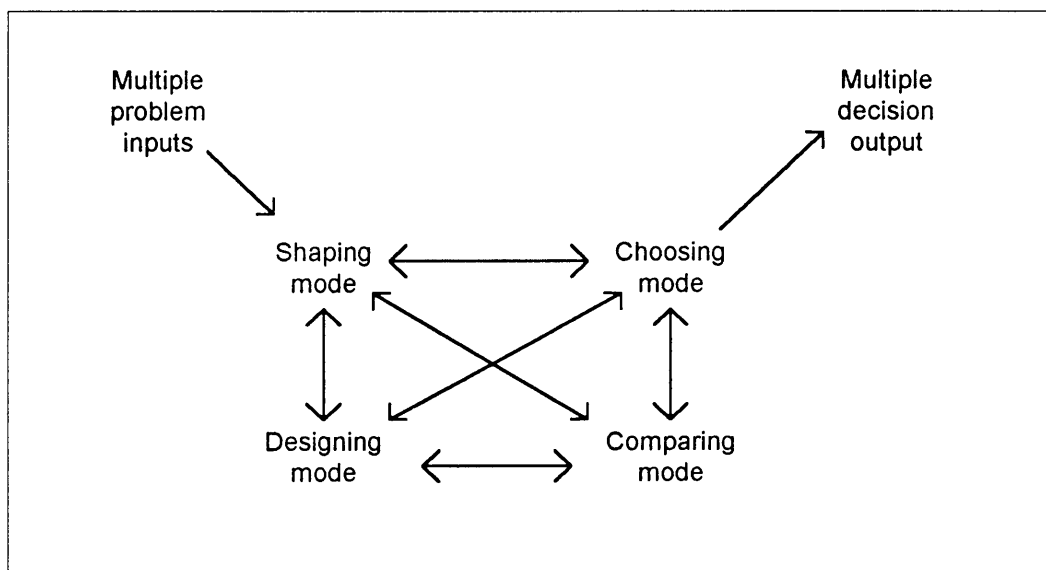 Multiple
problem
inputs
Multiple
decision
output
Shaping
mode
Choosing
mode
Designing
mode
Comparing
mode